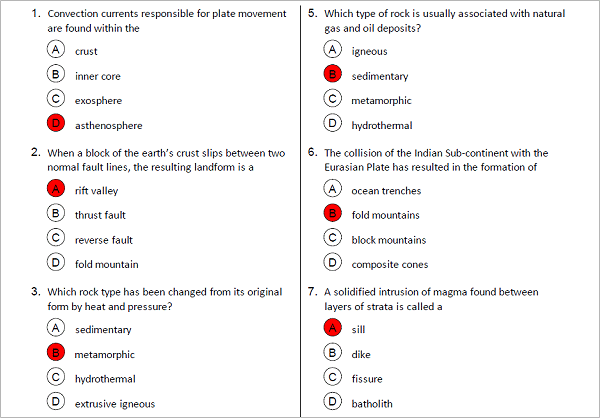 1. Convection currents responsible for plate movement
are found within the
A crust
B inner core
C exosphere
D asthenosphere
2. When a block of the earth's crust slips between two
normal fault lines, the resulting landform is a
A rift valley
B thrust fault
C reverse fault
D fold mountain
3. Which rock type has been changed from its original
form by heat and pressure?
A sedimentary
B metamorphic
C hydrothermal
D extrusive igneous
5. Which type of rock is usually associated with natural
gas and oil deposits?
A igneous
B sedimentary
C metamorphic
D hydrothermal
6. The collision of the Indian Sub-continent with the
Eurasian Plate has resulted in the formation of
A ocean trenches
B fold mountains
C block mountains
D composite cones
7. A solidified intrusion of magma found between
layers of strata is called a
A sill
B dike
C fissure
D batholith